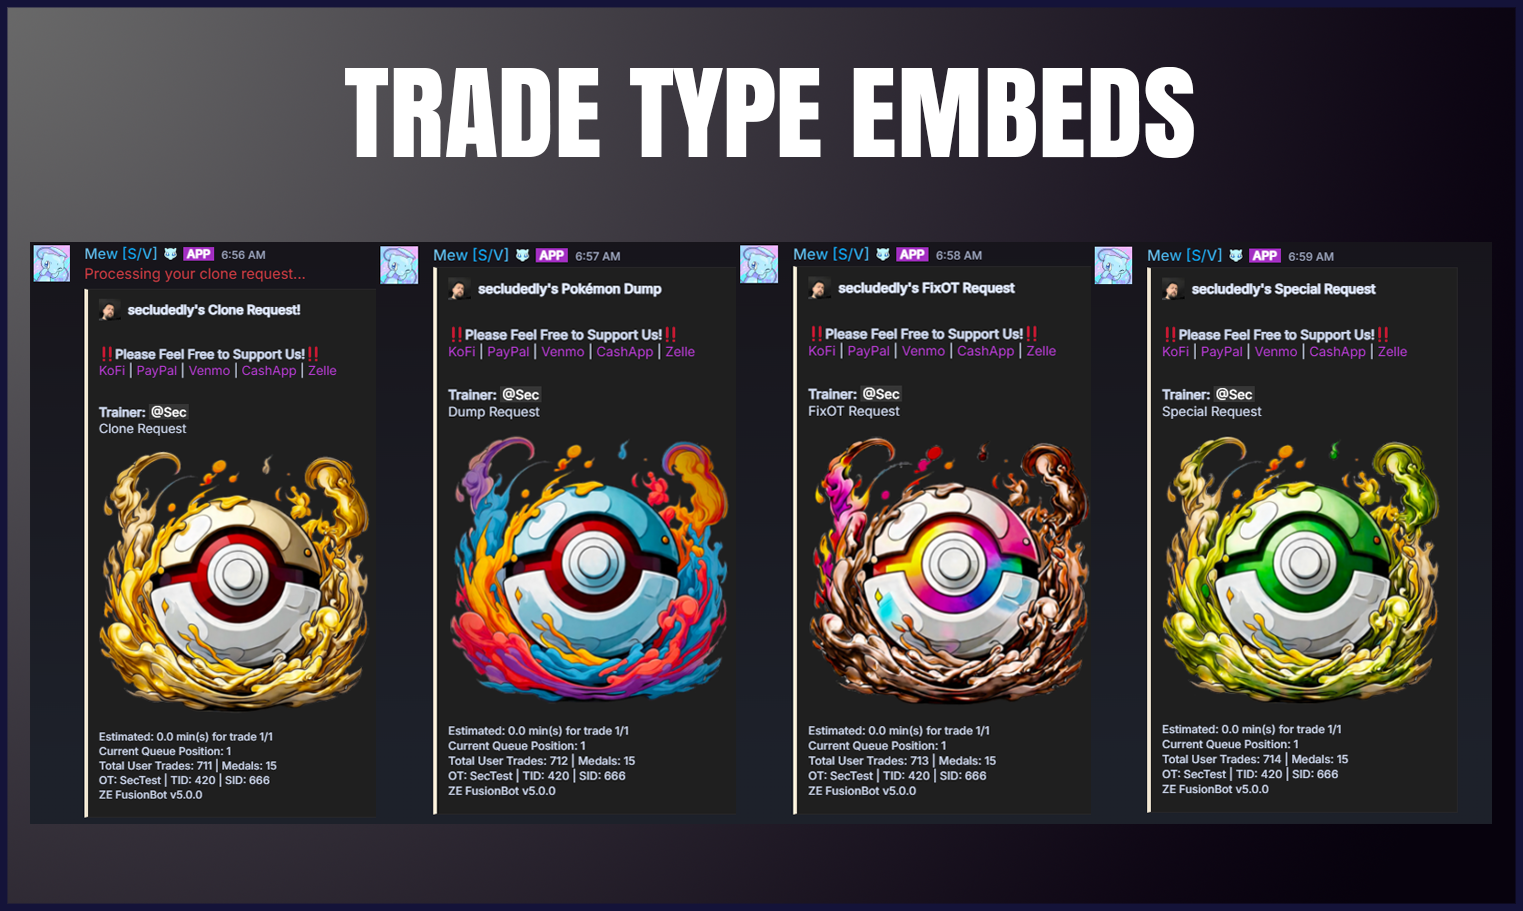 TRADE TYPE EMBEDS
Mew [S/V] APP 6:56 AM
Processing your clone request...
secludedly's Clone Request!
‼Please Feel Free to Support Us!‼
KoFi | PayPal | Venmo | CashApp | Zelle
Trainer: @Sec
Clone Request
Estimated: 0.0 min(s) for trade 1/1
Current Queue Position: 1
Total User Trades: 711 | Medals: 15
OT: SecTest | TID: 420 | SID: 666
ZE FusionBot v5.0.0
Mew [S/V] APP 6:57 AM
secludedly's Pokémon Dump
‼Please Feel Free to Support Us!‼
KoFi | PayPal | Venmo | CashApp | Zelle
Trainer: @Sec
Dump Request
Estimated: 0.0 min(s) for trade 1/1
Current Queue Position: 1
Total User Trades: 712 | Medals: 15
OT: SecTest | TID: 420 | SID: 666
ZE FusionBot v5.0.0
Mew [S/V] APP 6:58 AM
secludedly's FixOT Request
‼Please Feel Free to Support Us!‼
KoFi | PayPal | Venmo | CashApp | Zelle
Trainer: @Sec
FixOT Request
Estimated: 0.0 min(s) for trade 1/1
Current Queue Position: 1
Total User Trades: 713 | Medals: 15
OT: SecTest | TID: 420 | SID: 666
ZE FusionBot v5.0.0
Mew [S/V] APP 6:59 AM
secludedly's Special Request
‼Please Feel Free to Support Us!‼
KoFi | PayPal | Venmo | CashApp | Zelle
Trainer: @Sec
Special Request
Estimated: 0.0 min(s) for trade 1/1
Current Queue Position: 1
Total User Trades: 714 | Medals: 15
OT: SecTest | TID: 420 | SID: 666
ZE FusionBot v5.0.0